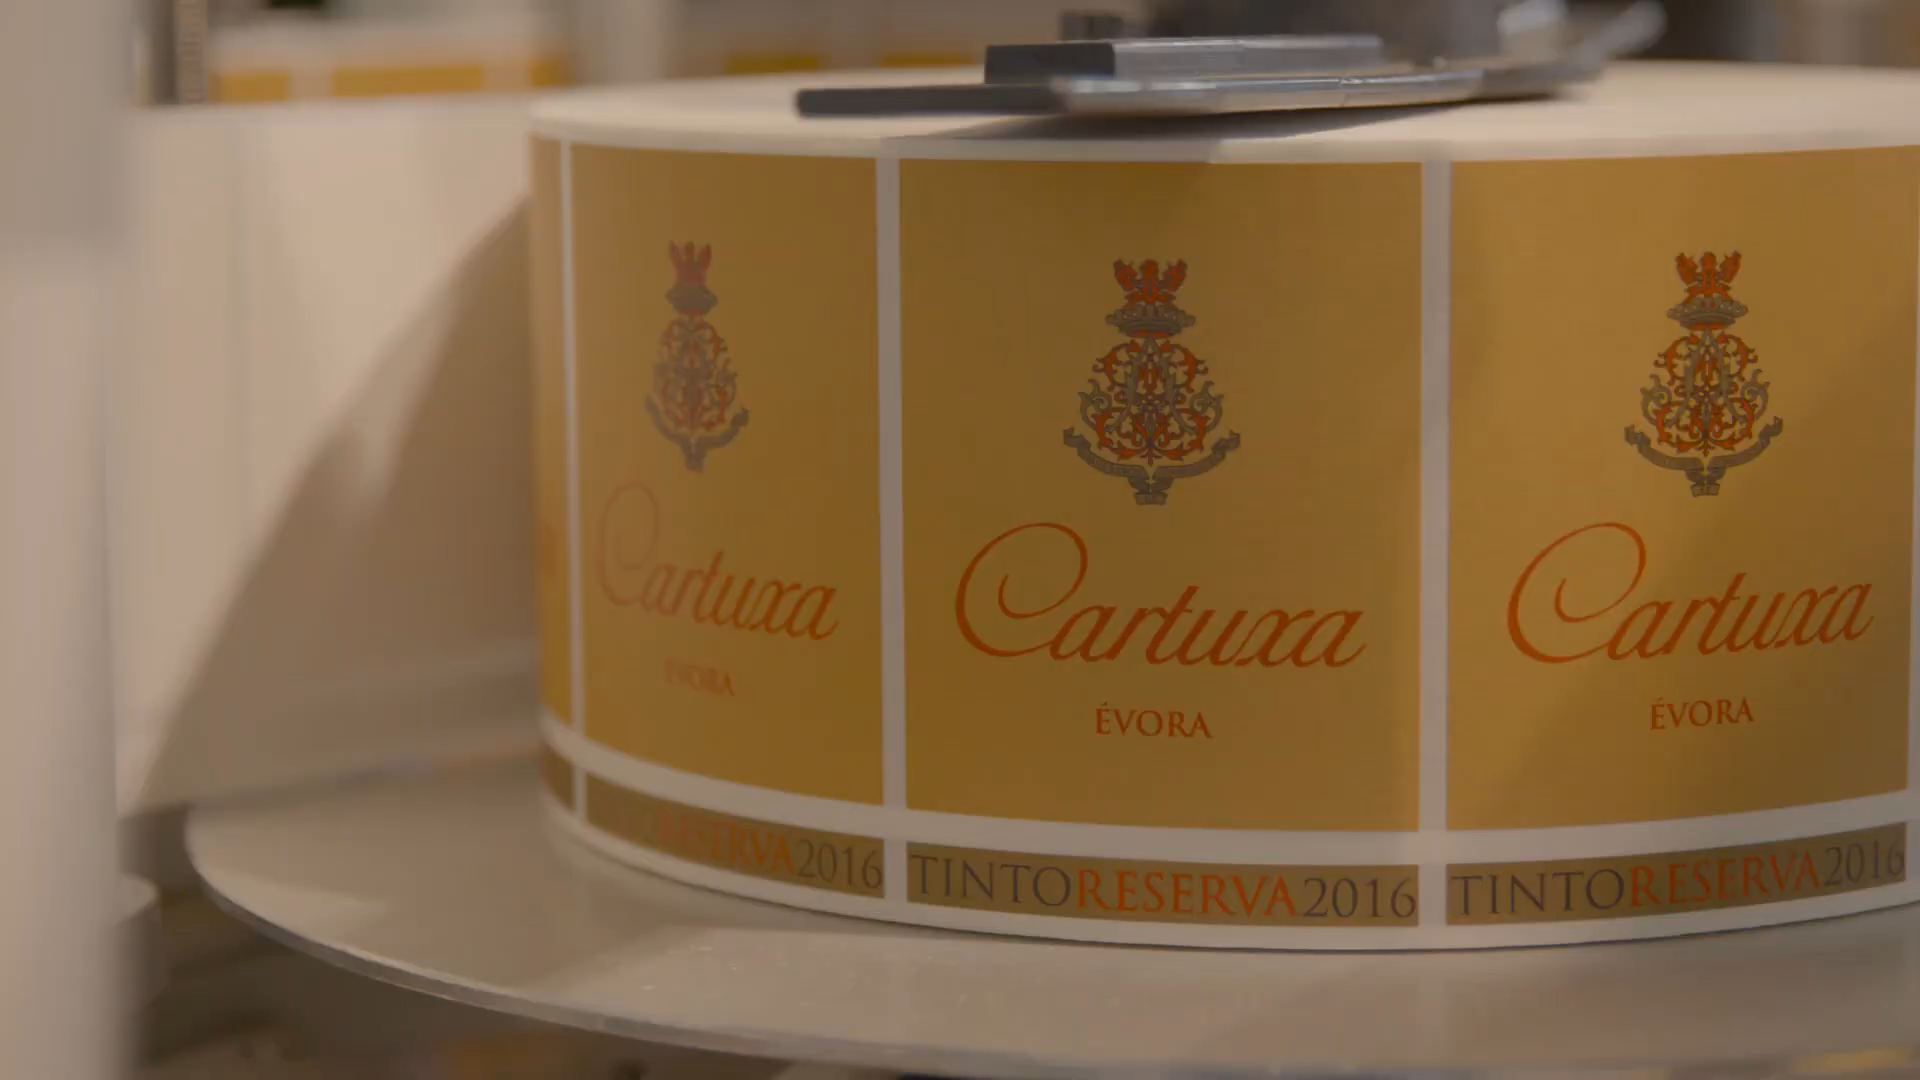 Cartuxa
ÉVORA
RESERVA2016
Cartuxa
ÉVORA
TINTORESERVA2016
Cartuxa
ÉVORA
TINTORESERVA2016